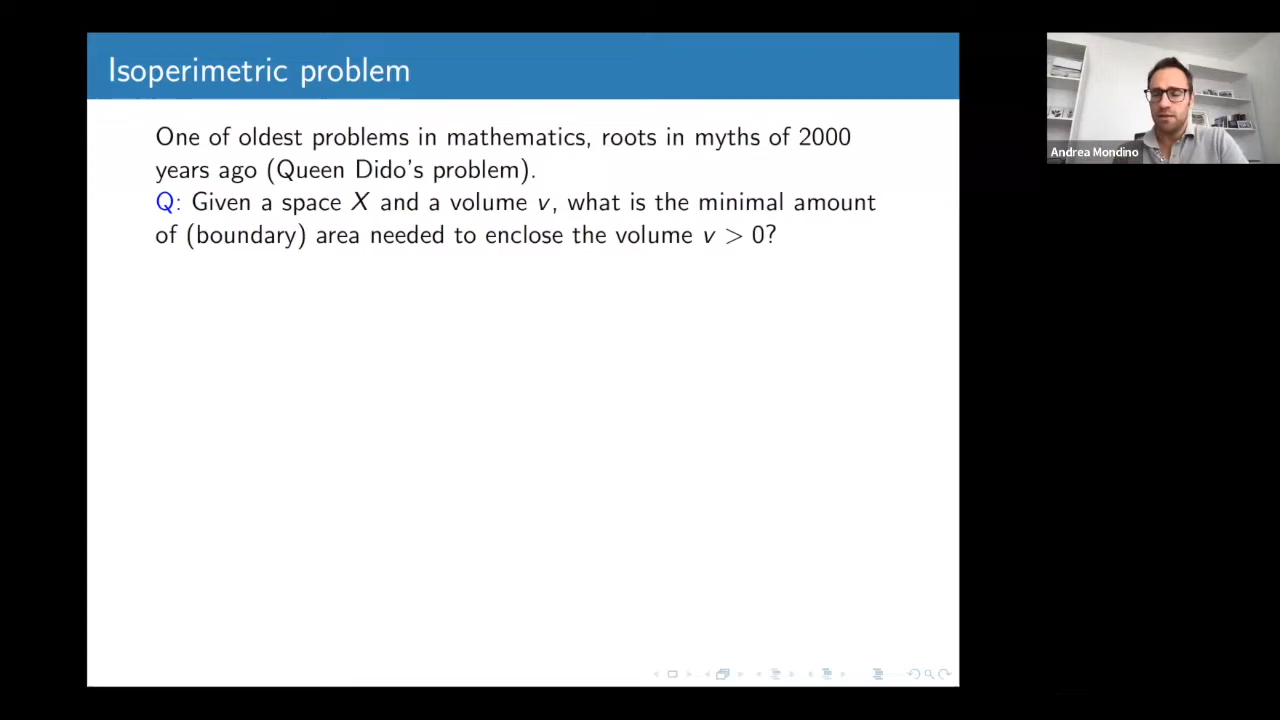 Isoperimetric problem
One of oldest problems in mathematics, roots in myths of 2000
years ago (Queen Dido's problem).
Q: Given a space X and a volume v, what is the minimal amount
of (boundary) area needed to enclose the volume v > 0?
Andrea Mondino